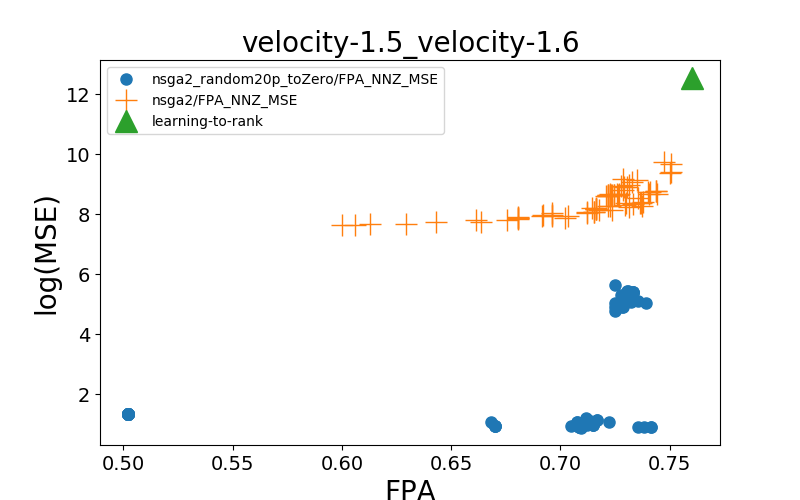 velocity-1.5_velocity-1.6
nsga2_random20p_toZero/FPA_NNZ_MSE
nsga2/FPA_NNZ_MSE
learning-to-rank
log(MSE)
12
10
8
6
4
2
0.50 0.55 0.60 0.65 0.70 0.75
FPA